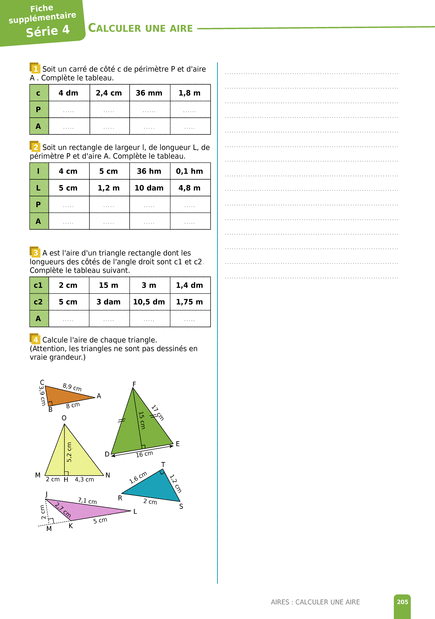 Fiche
supplémentaire
Série 4
CALCULER UNE AIRE
1 Soit un carré de côté c de périmètre P et d'aire
A . Complète le tableau.
c 4 dm 2,4 cm 36 mm 1,8 m
P ..... ..... ...... ......
A ..... ..... ..... .....
2 Soit un rectangle de largeur l, de longueur L, de
périmètre P et d'aire A. Complète le tableau.
l 4 cm 5 cm 36 hm 0,1 hm
L 5 cm 1,2 m 10 dam 4,8 m
P ..... ..... ..... .....
A ..... ..... ..... .....
3 A est l'aire d'un triangle rectangle dont les
longueurs des côtés de l'angle droit sont c1 et c2
Complète le tableau suivant.
c1 2 cm 15 m 3 m 1,4 dm
c2 5 cm 3 dam 10,5 dm 1,75 m
A ..... ..... ..... .....
4 Calcule l'aire de chaque triangle.
(Attention, les triangles ne sont pas dessinés en
vraie grandeur.)
C 8,9 cm A
3,9 cm
B 8 cm
F
15 cm 17 cm
D 16 cm E
O
5,2 cm
M 2 cm H 4,3 cm N
T
1,6 cm 1,2 cm
R 2 cm S
J 7,1 cm L
2 cm 2,7 cm
M K 5 cm
AIRES : CALCULER UNE AIRE 205